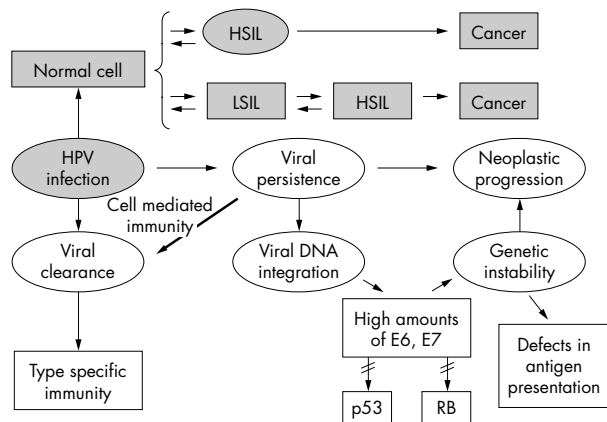 HSIL
Cancer
Normal cell
LSIL
HSIL
Cancer
HPV
infection
Viral
persistence
Neoplastic
progression
Cell mediated
immunity
Viral
clearance
Viral DNA
integration
Genetic
instability
High amounts
of E6, E7
Defects in
antigen
presentation
Type specific
immunity
p53
RB